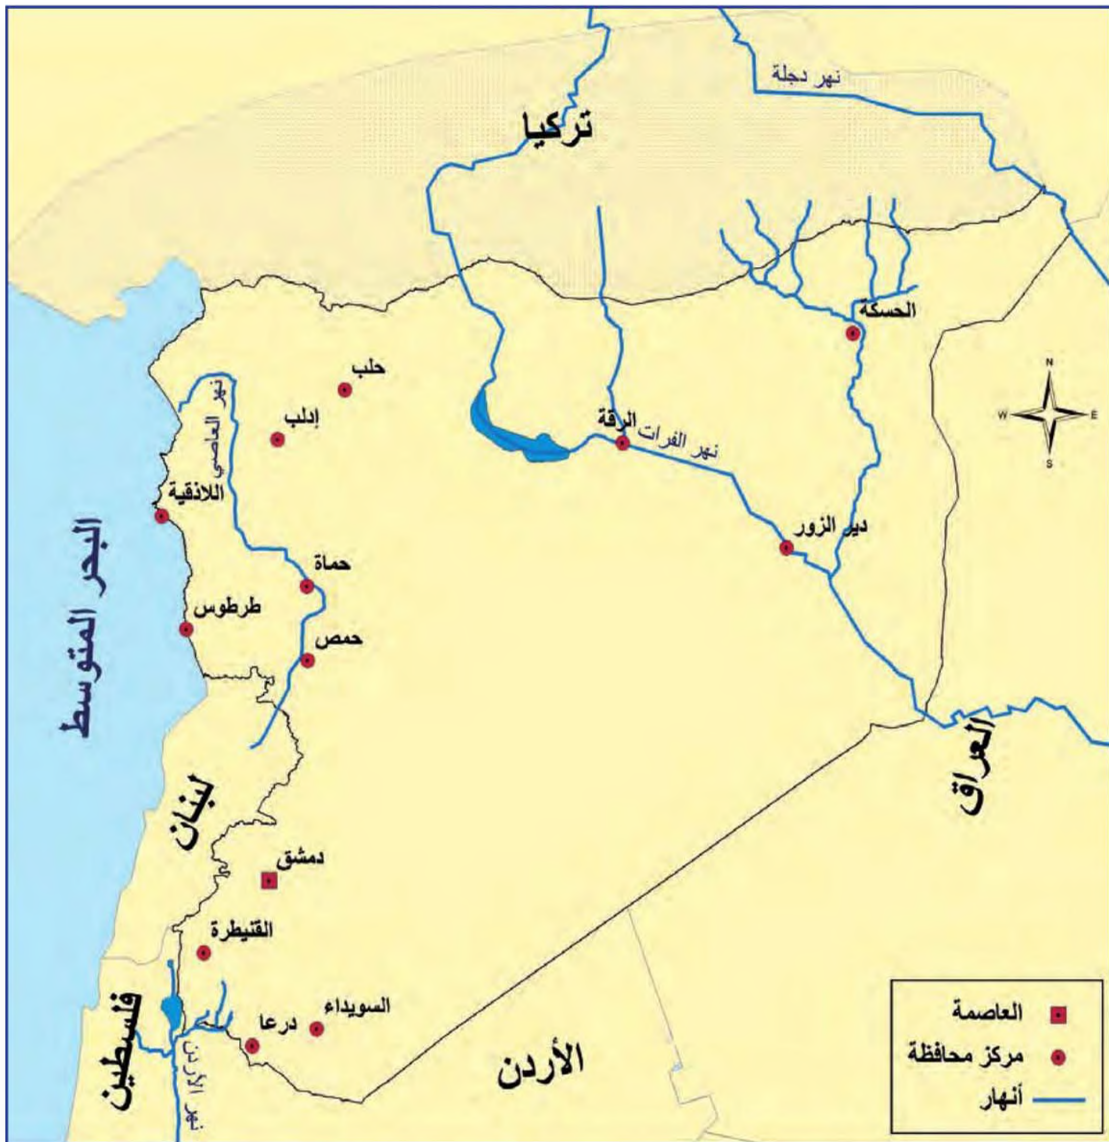 نهر دجلة
تركيا
الحسكة
حلب
إدلب
نهر العاصي
الرقة
نهر الفرات
N
W
E
S
اللاذقية
دير الزور
البحر المتوسط
حماة
طرطوس
حمص
العراق
لبنان
دمشق
القنيطرة
السويداء
درعا
فلسطين
نهر الأردن
الأردن
العاصمة
مركز محافظة
أنهار